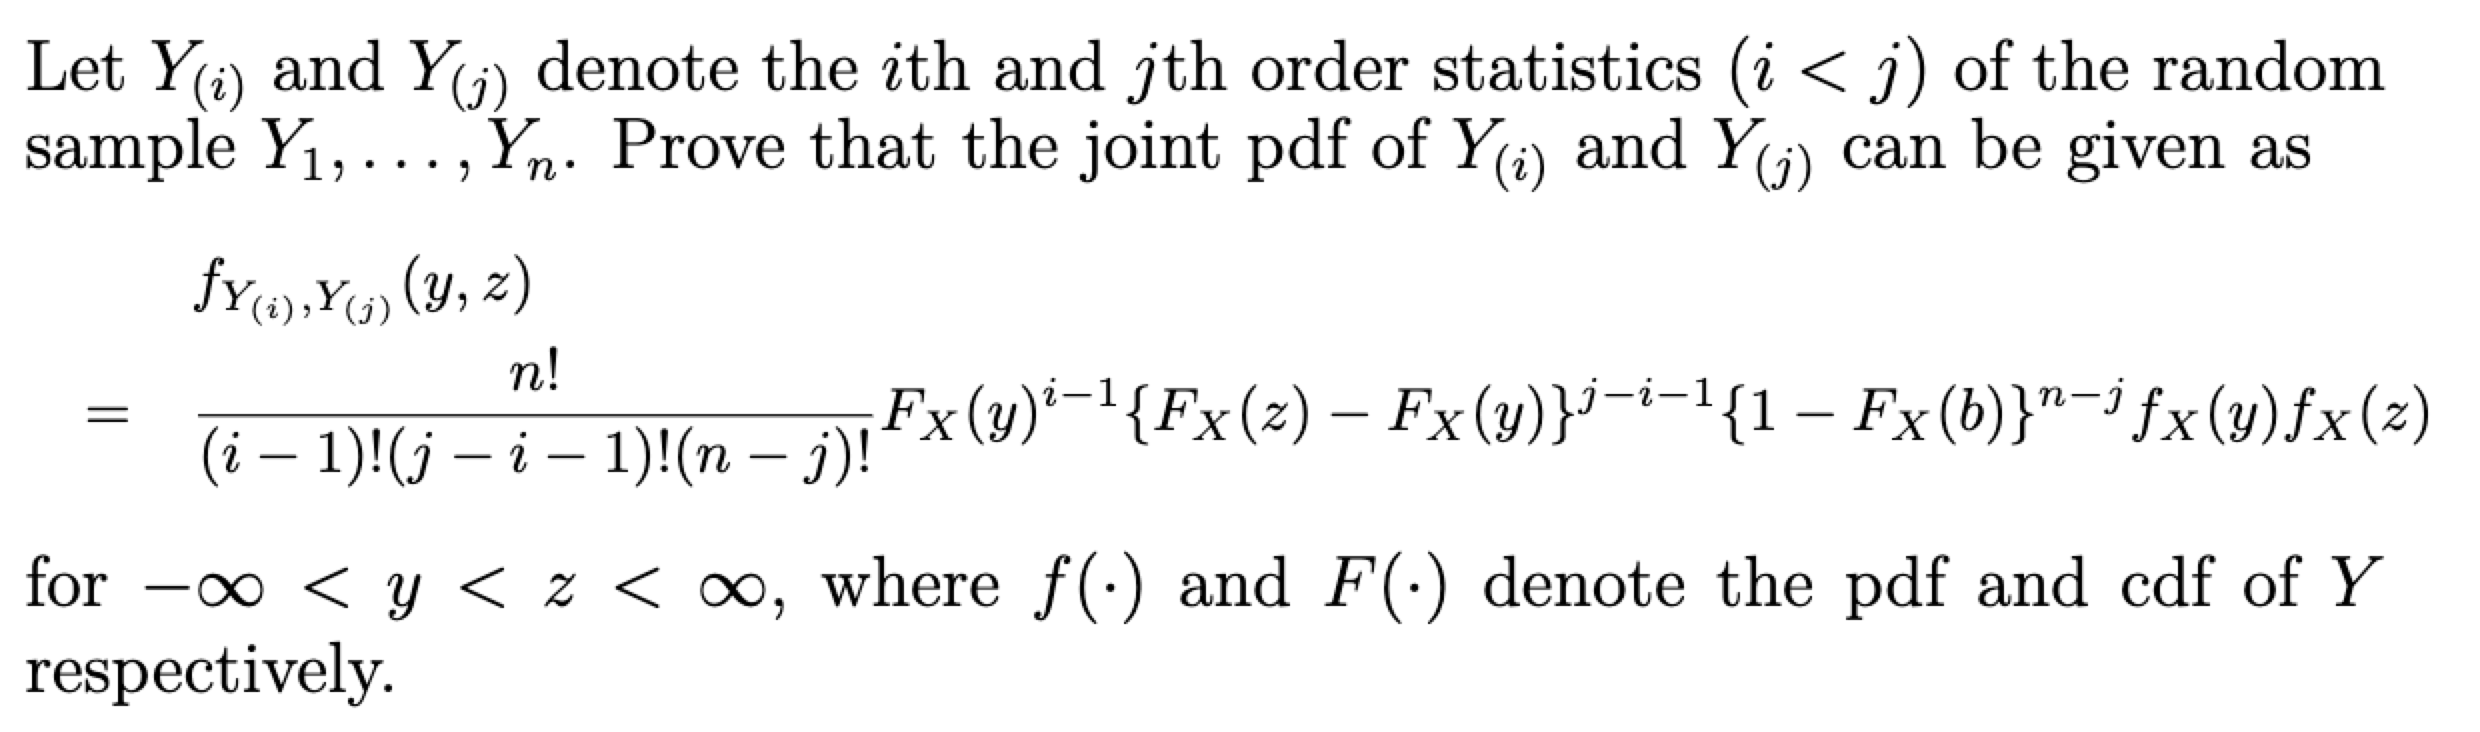 Let Y_{(i)} and Y_{(j)} denote the ith and jth order statistics (i < j) of the random
sample Y_1, . . . , Y_n. Prove that the joint pdf of Y_{(i)} and Y_{(j)} can be given as
f_{Y_{(i)},Y_{(j)}}(y, z)
= \frac{n!}{(i − 1)!(j − i − 1)!(n − j)!} F_X(y)^{i−1}{F_X(z) − F_X(y)}^{j−i−1}{1 − F_X(b)}^{n−j} f_X(y)f_X(z)
for −∞ < y < z < ∞, where f(·) and F(·) denote the pdf and cdf of Y
respectively.